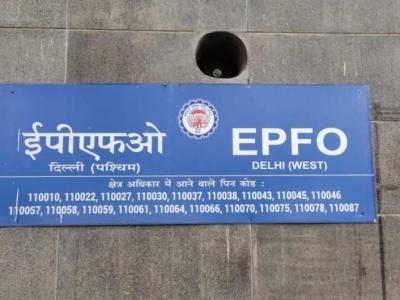 ईपीएफओ EPFO
दिल्ली (पश्चिम) DELHI (WEST)
क्षेत्र अधिकार में आने वाले पिन कोड :
110010, 110022, 110027, 110030, 110037, 110038, 110043, 110045, 110046
110057, 110058, 110059, 110061, 110064, 110066, 110070, 110075, 110078, 110087